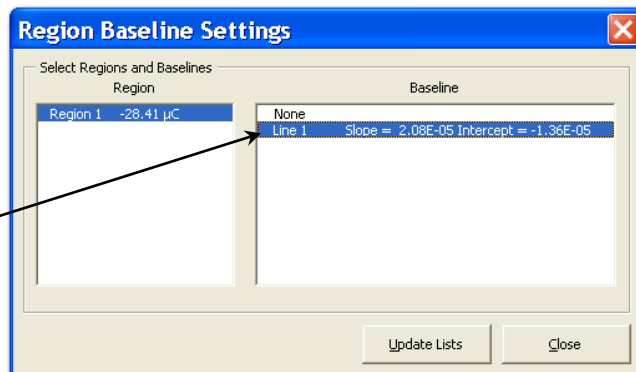 Region Baseline Settings
Select Regions and Baselines
Region
Baseline
Region 1 -28.41 µC
None
Line 1 Slope = 2.08E-05 Intercept = -1.36E-05
Update Lists
Close